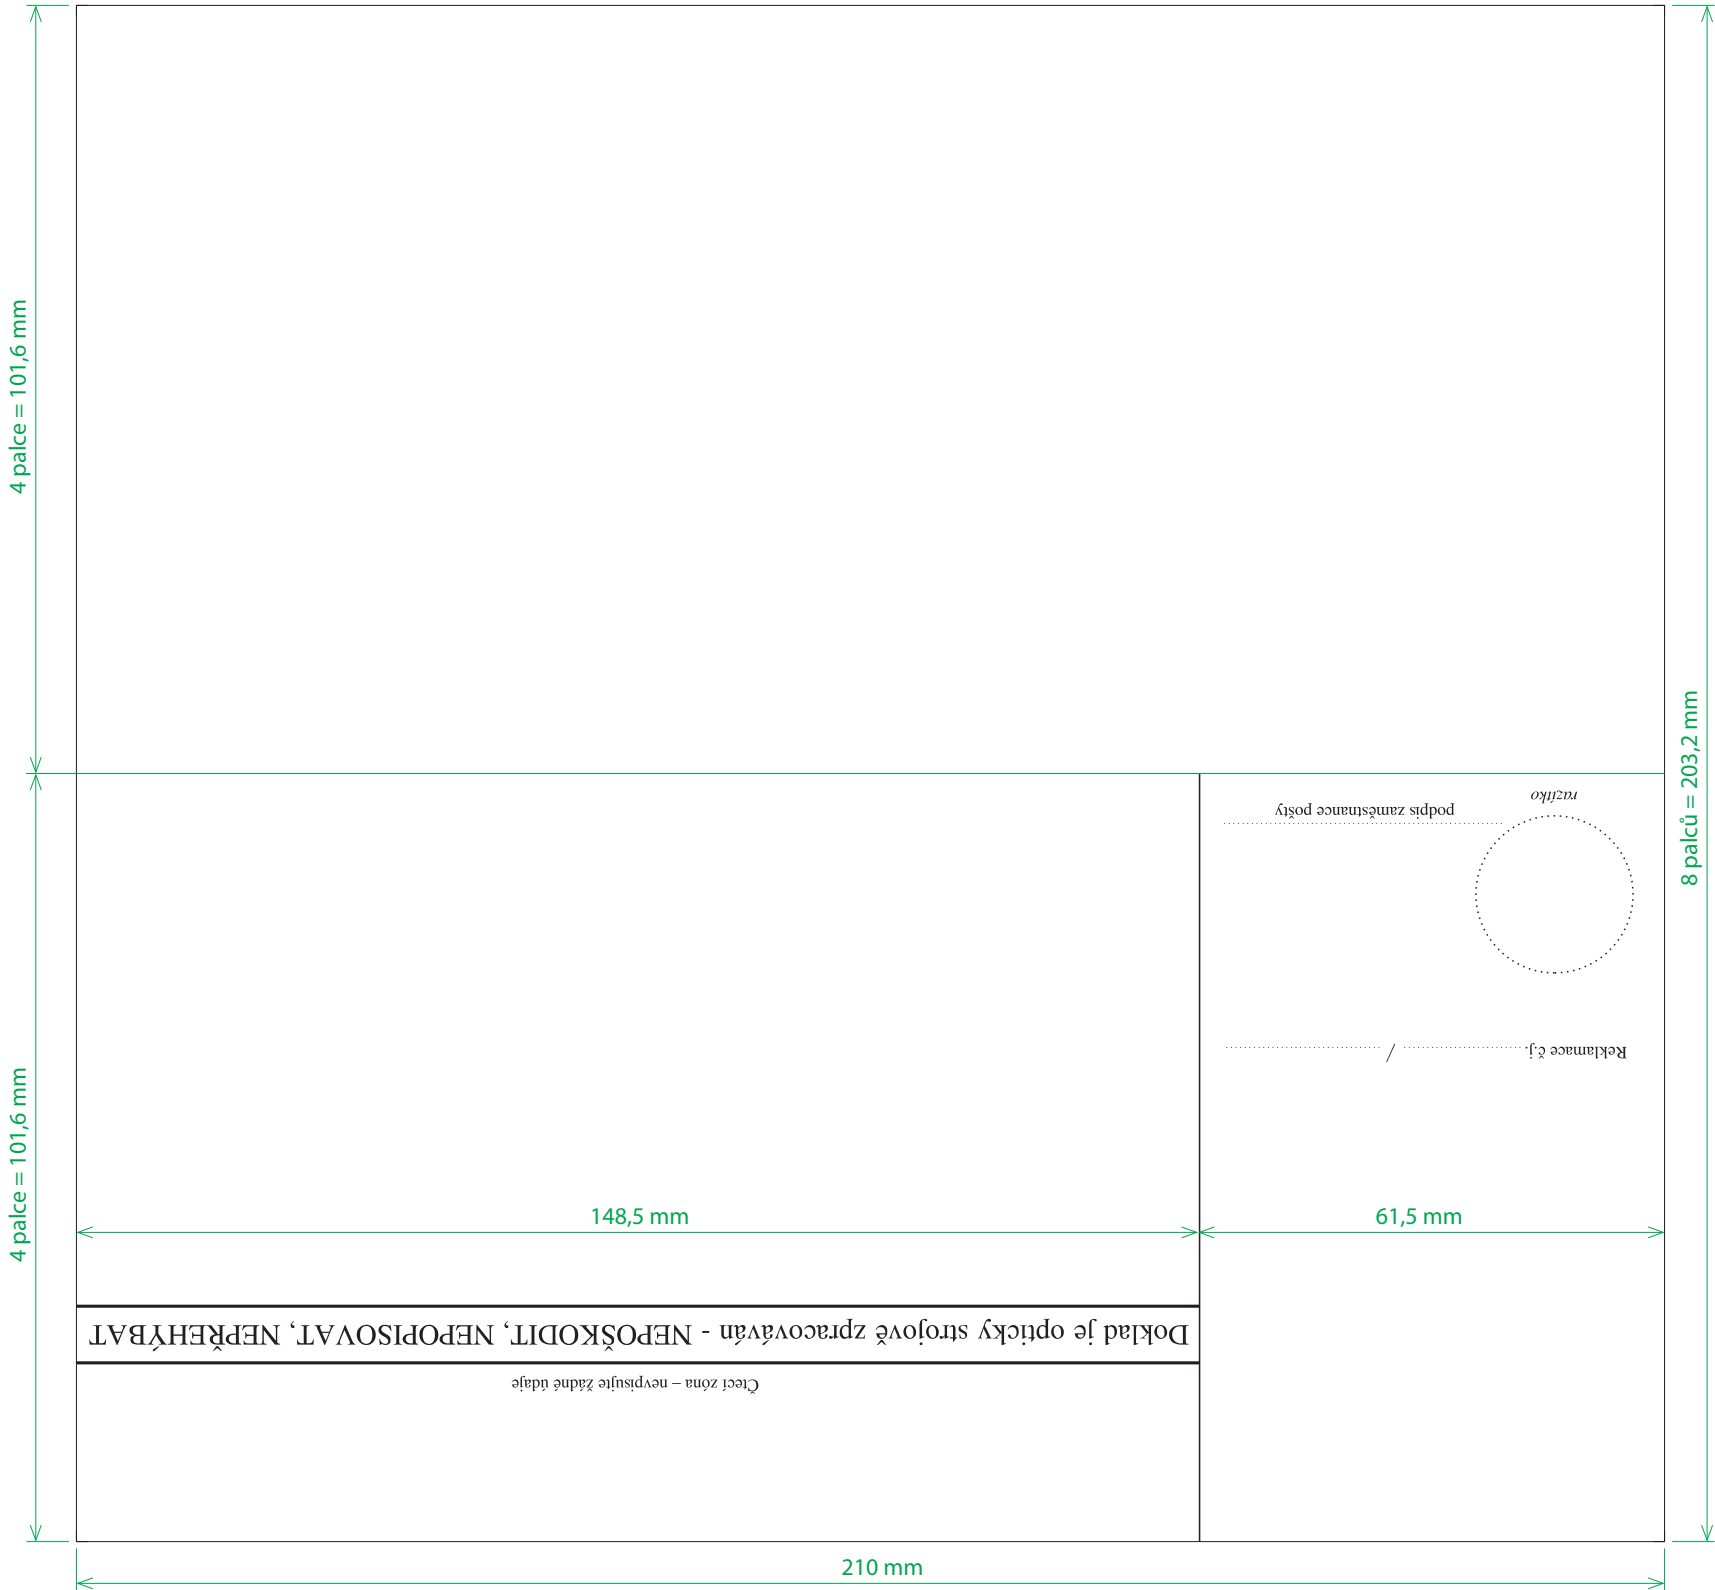 4 palce = 101,6 mm
8 palců = 203,2 mm
razítko
podpis zaměstnance pošty
Reklamace č.j. /
4 palce = 101,6 mm
148,5 mm
61,5 mm
Doklad je opticky strojově zpracováván - NEPOŠKODIT, NEPOPISOVAT, NEPŘEHÝBAT
Čtecí zóna – nevpisujte žádné údaje
210 mm